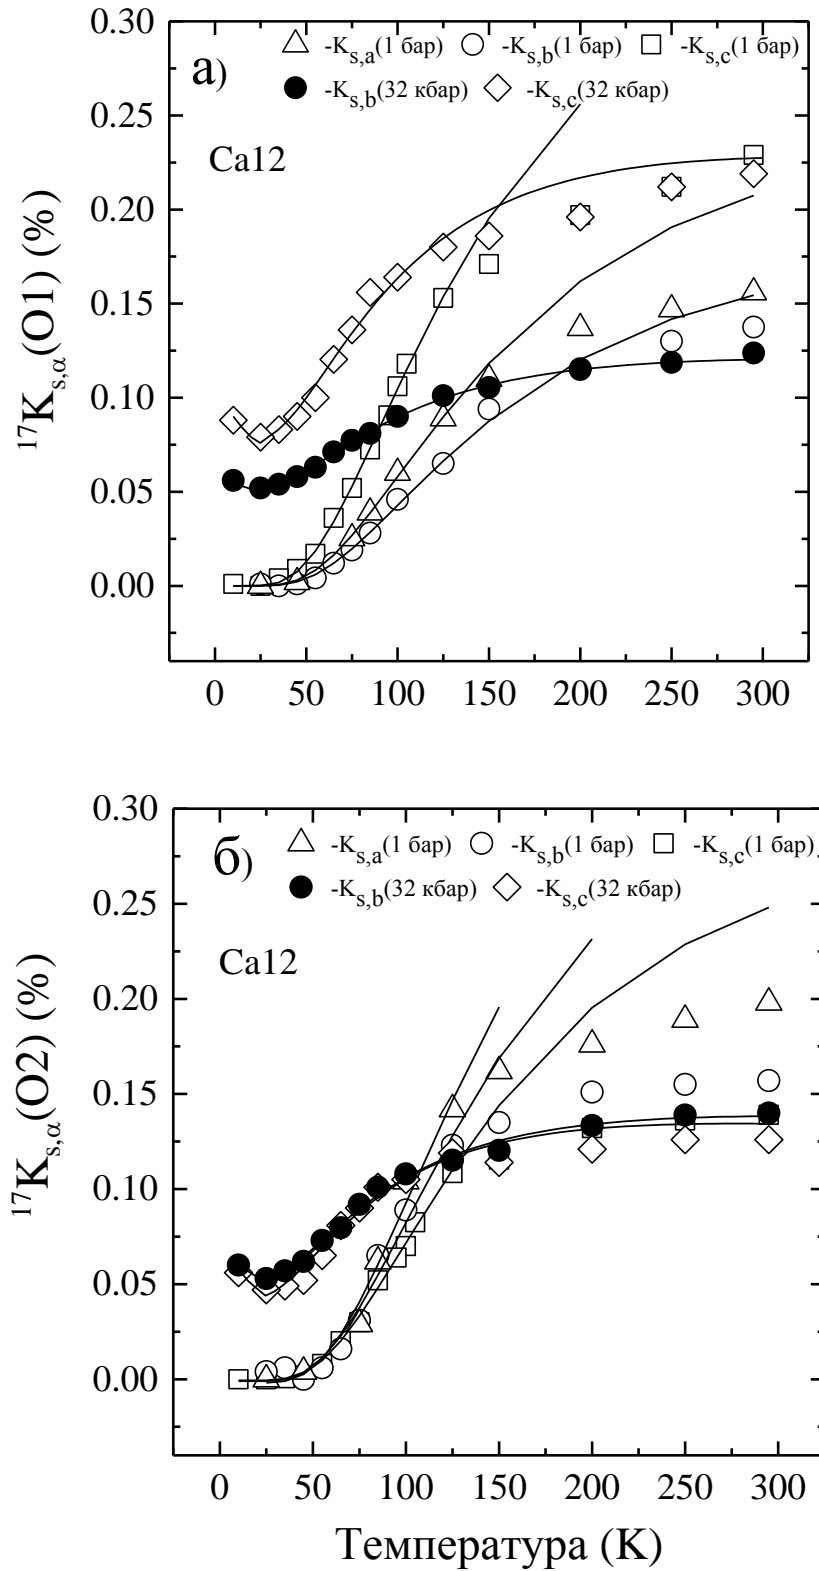 0.30
-K_s,a(1 бар) -K_s,b(1 бар) -K_s,c(1 бар)
а)
-K_s,b(32 кбар) -K_s,c(32 кбар)
0.25
Ca12
0.20
0.15
0.10
0.05
0.00
^17K_s,α(O1) (%)
0 50 100 150 200 250 300
0.30
-K_s,a(1 бар) -K_s,b(1 бар) -K_s,c(1 бар)
б)
-K_s,b(32 кбар) -K_s,c(32 кбар)
0.25
Ca12
0.20
0.15
0.10
0.05
0.00
^17K_s,α(O2) (%)
0 50 100 150 200 250 300
Температура (К)